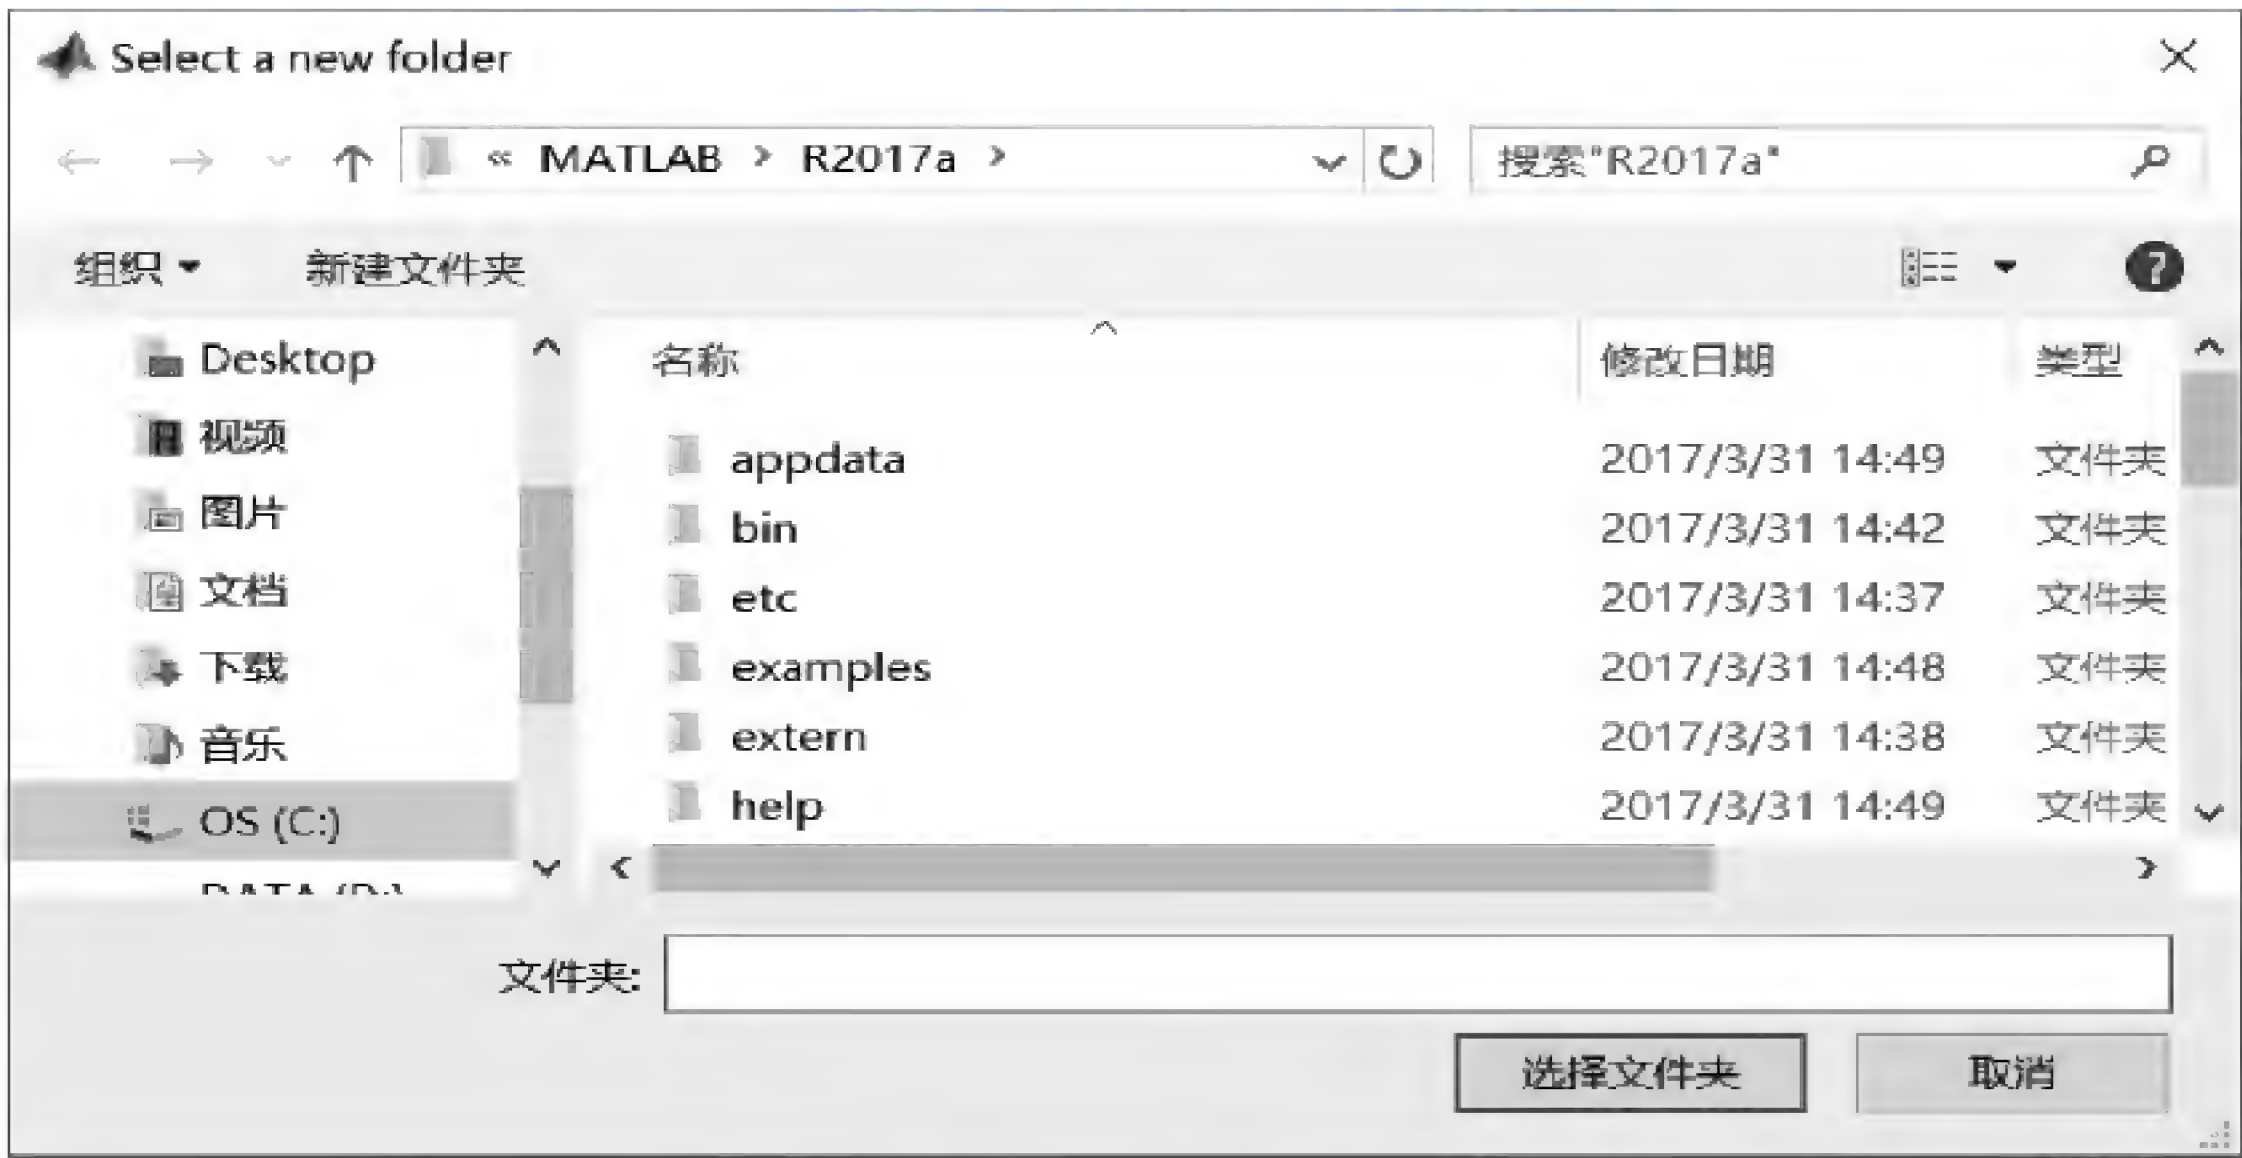 Select a new folder
« MATLAB > R2017a >
搜索"R2017a"
组织 新建文件夹
Desktop
视频
图片
文档
下载
音乐
OS (C:)
DATA (D:)
名称 修改日期 类型
appdata 2017/3/31 14:49 文件夹
bin 2017/3/31 14:42 文件夹
etc 2017/3/31 14:37 文件夹
examples 2017/3/31 14:48 文件夹
extern 2017/3/31 14:38 文件夹
help 2017/3/31 14:49 文件夹
文件夹:
选择文件夹 取消